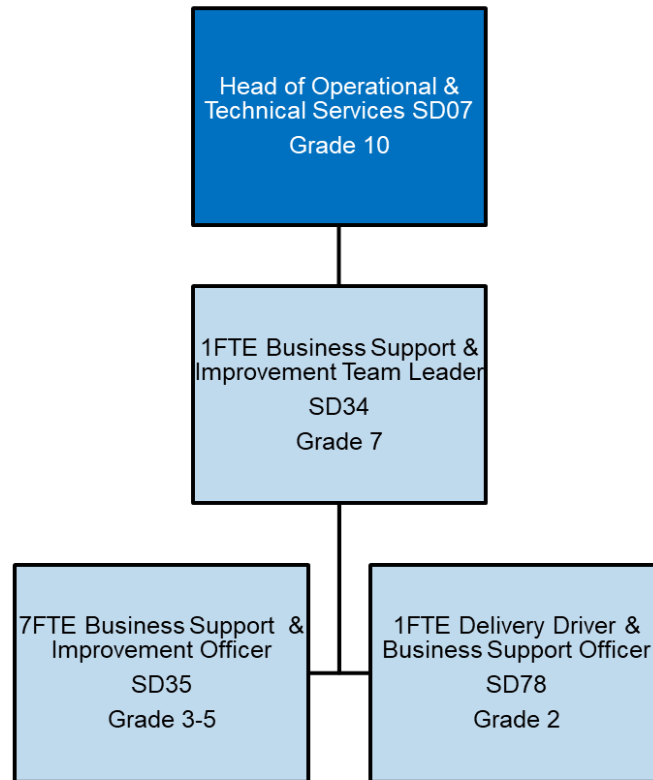 Head of Operational &
Technical Services SD07
Grade 10
1FTE Business Support &
Improvement Team Leader
SD34
Grade 7
7FTE Business Support &
Improvement Officer
SD35
Grade 3-5
1FTE Delivery Driver &
Business Support Officer
SD78
Grade 2